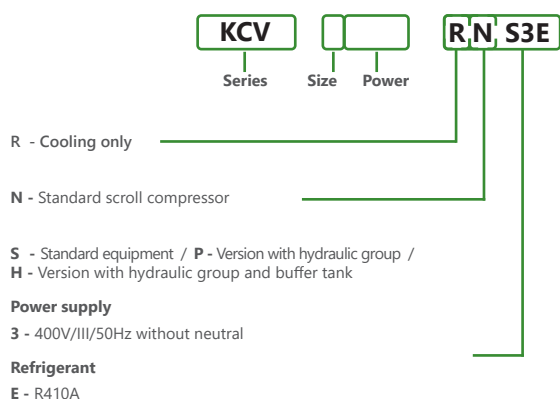 KCV R N S3E
Series Size Power
R - Cooling only
N - Standard scroll compressor
S - Standard equipment / P - Version with hydraulic group /
H - Version with hydraulic group and buffer tank
Power supply
3 - 400V/III/50Hz without neutral
Refrigerant
E - R410A